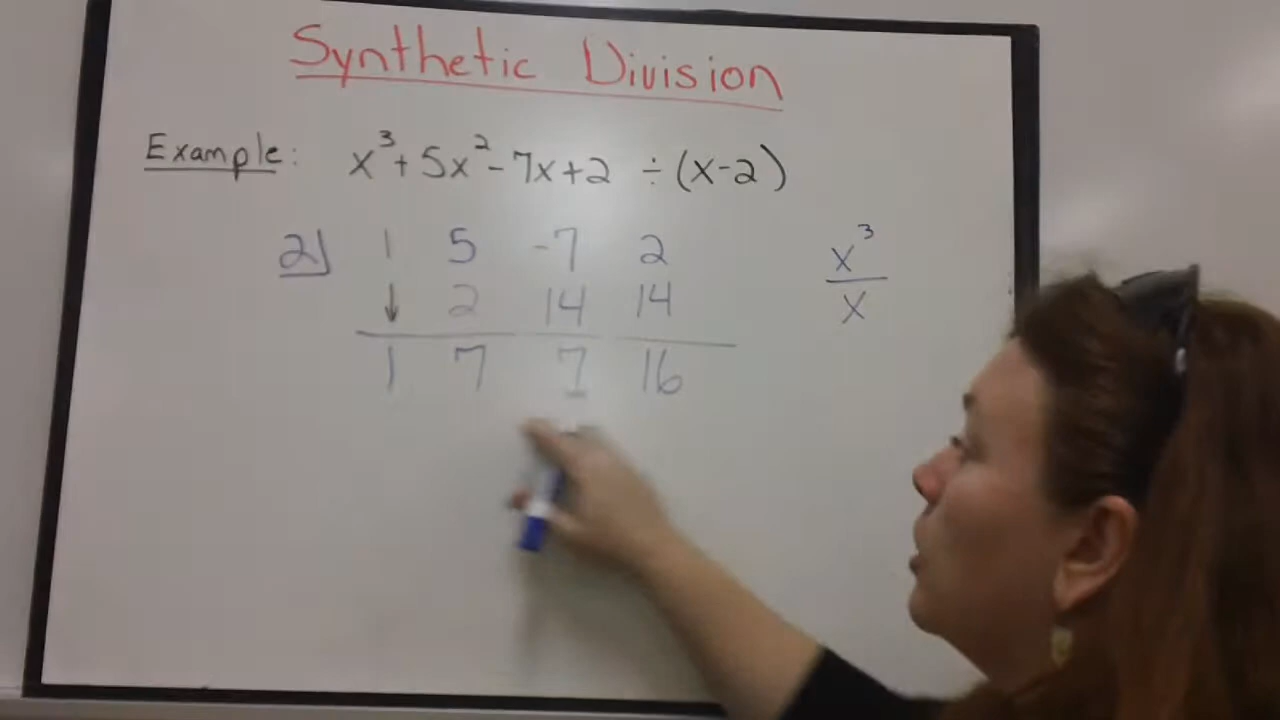 Synthetic Division
Example: x³ + 5x² - 7x + 2 ÷ (x - 2)
2 1 5 -7 2
↓ 2 14 14
1 7 7 16
x³
x